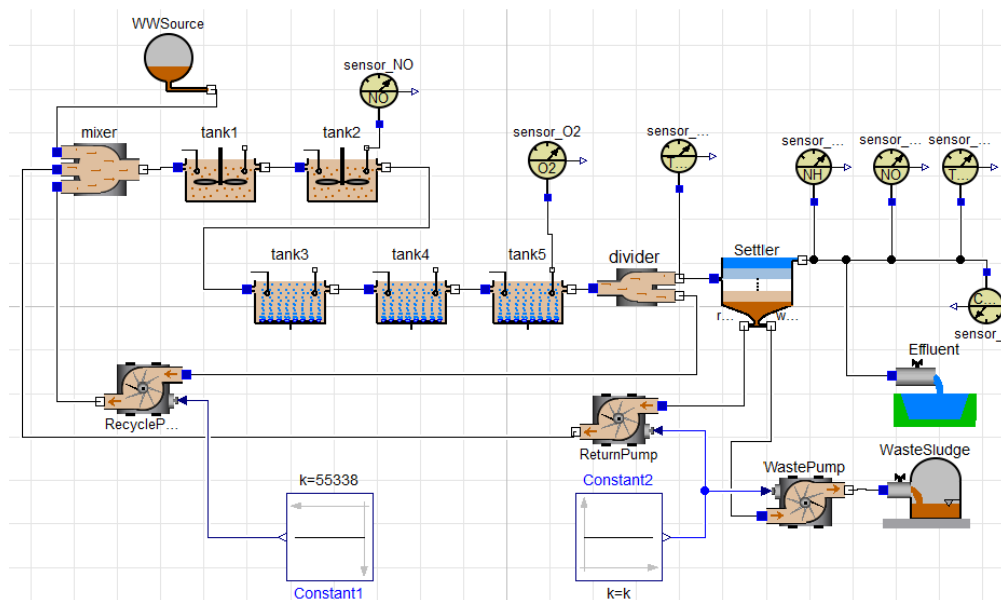 WWSource
sensor_NO
NO
mixer
tank1
tank2
sensor_O2
O2
sensor_...
T...
sensor_...
NH
sensor_...
NO
sensor_...
T...
tank3
tank4
tank5
divider
Settler
r...
w...
C...
sensor_
Effluent
RecycleP...
ReturnPump
WastePump
WasteSludge
k=55338
Constant1
Constant2
k=k